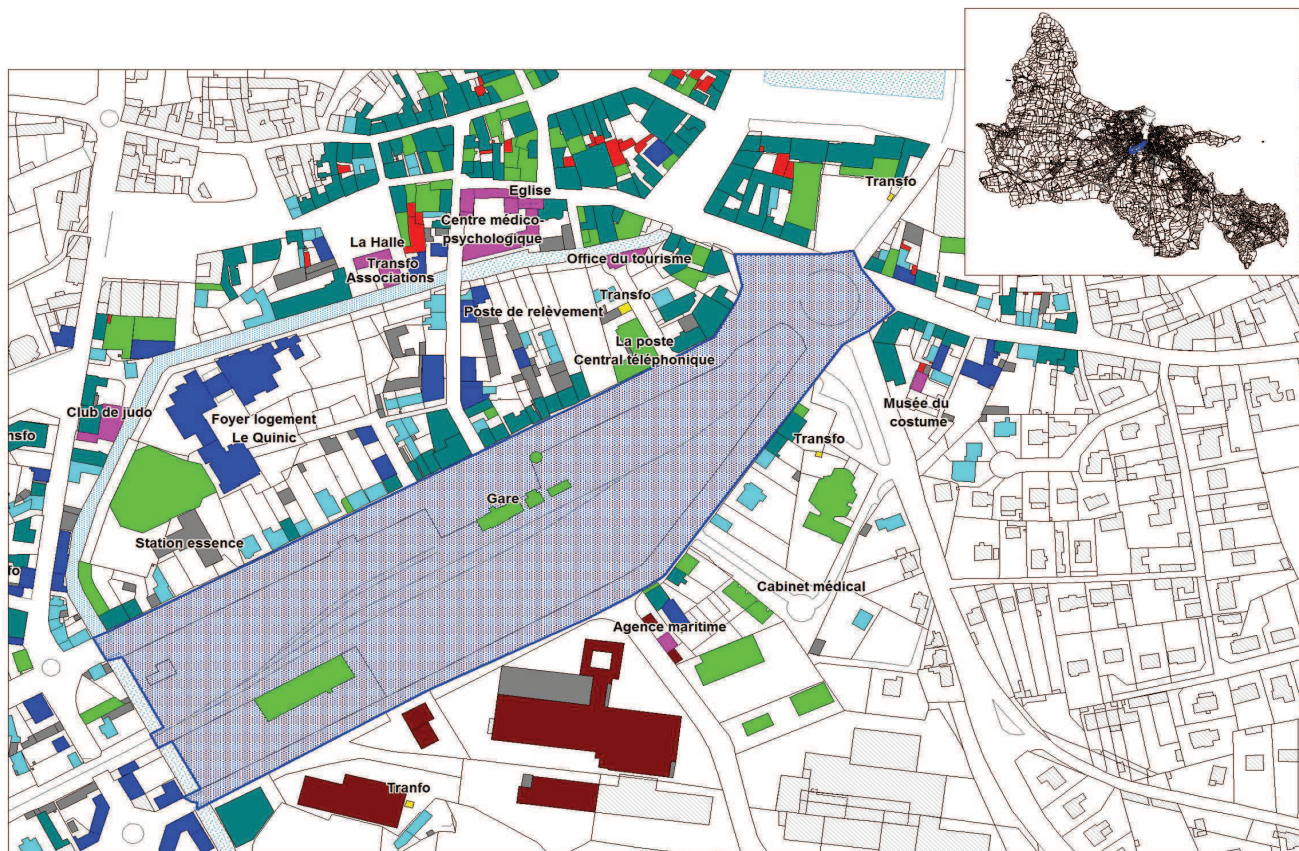 Transfo
Eglise
Centre médico-
psychologique
La Halle
Transfo
Associations
Office du tourisme
Transfo
Poste de relèvement
La poste
Central téléphonique
Club de judo
Foyer logement
Le Quinic
Musée du
costume
nsfo
Transfo
Gare
Station essence
fo
Cabinet médical
Agence maritime
Tranfo